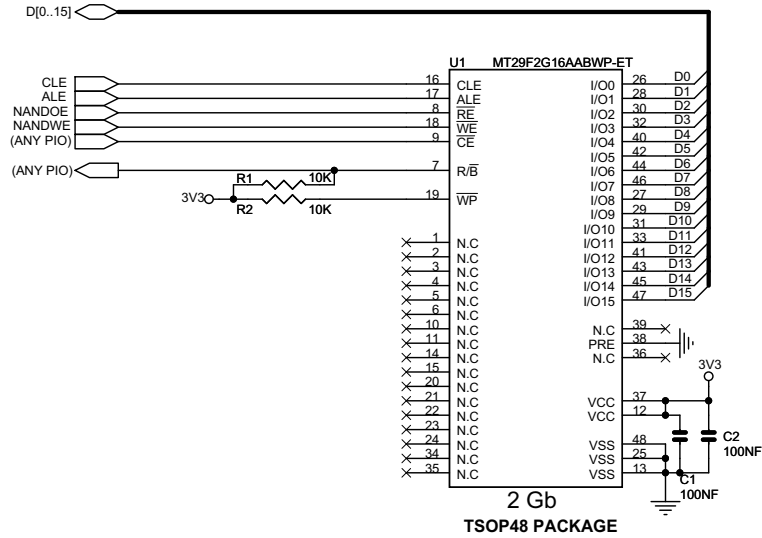 D[0..15]
U1 MT29F2G16AABWP-ET
CLE 16 CLE I/O0 26 D0
ALE 17 ALE I/O1 28 D1
NANDOE 8 RE I/O2 30 D2
NANDWE 18 WE I/O3 32 D3
(ANY PIO) 9 CE I/O4 40 D4
I/O5 42 D5
(ANY PIO) 7 R/B I/O6 44 D6
R1 10K I/O7 46 D7
3V3 R2 10K 19 WP I/O8 27 D8
I/O9 29 D9
I/O10 31 D10
1 N.C I/O11 33 D11
2 N.C I/O12 41 D12
3 N.C I/O13 43 D13
4 N.C I/O14 45 D14
5 N.C I/O15 47 D15
6 N.C
10 N.C N.C 39
11 N.C PRE 38
14 N.C N.C 36
15 N.C 3V3
20 N.C
21 N.C VCC 37
22 N.C VCC 12
23 N.C
24 N.C VSS 48 C2
34 N.C VSS 25 100NF
35 N.C VSS 13 C1
100NF
2 Gb
TSOP48 PACKAGE